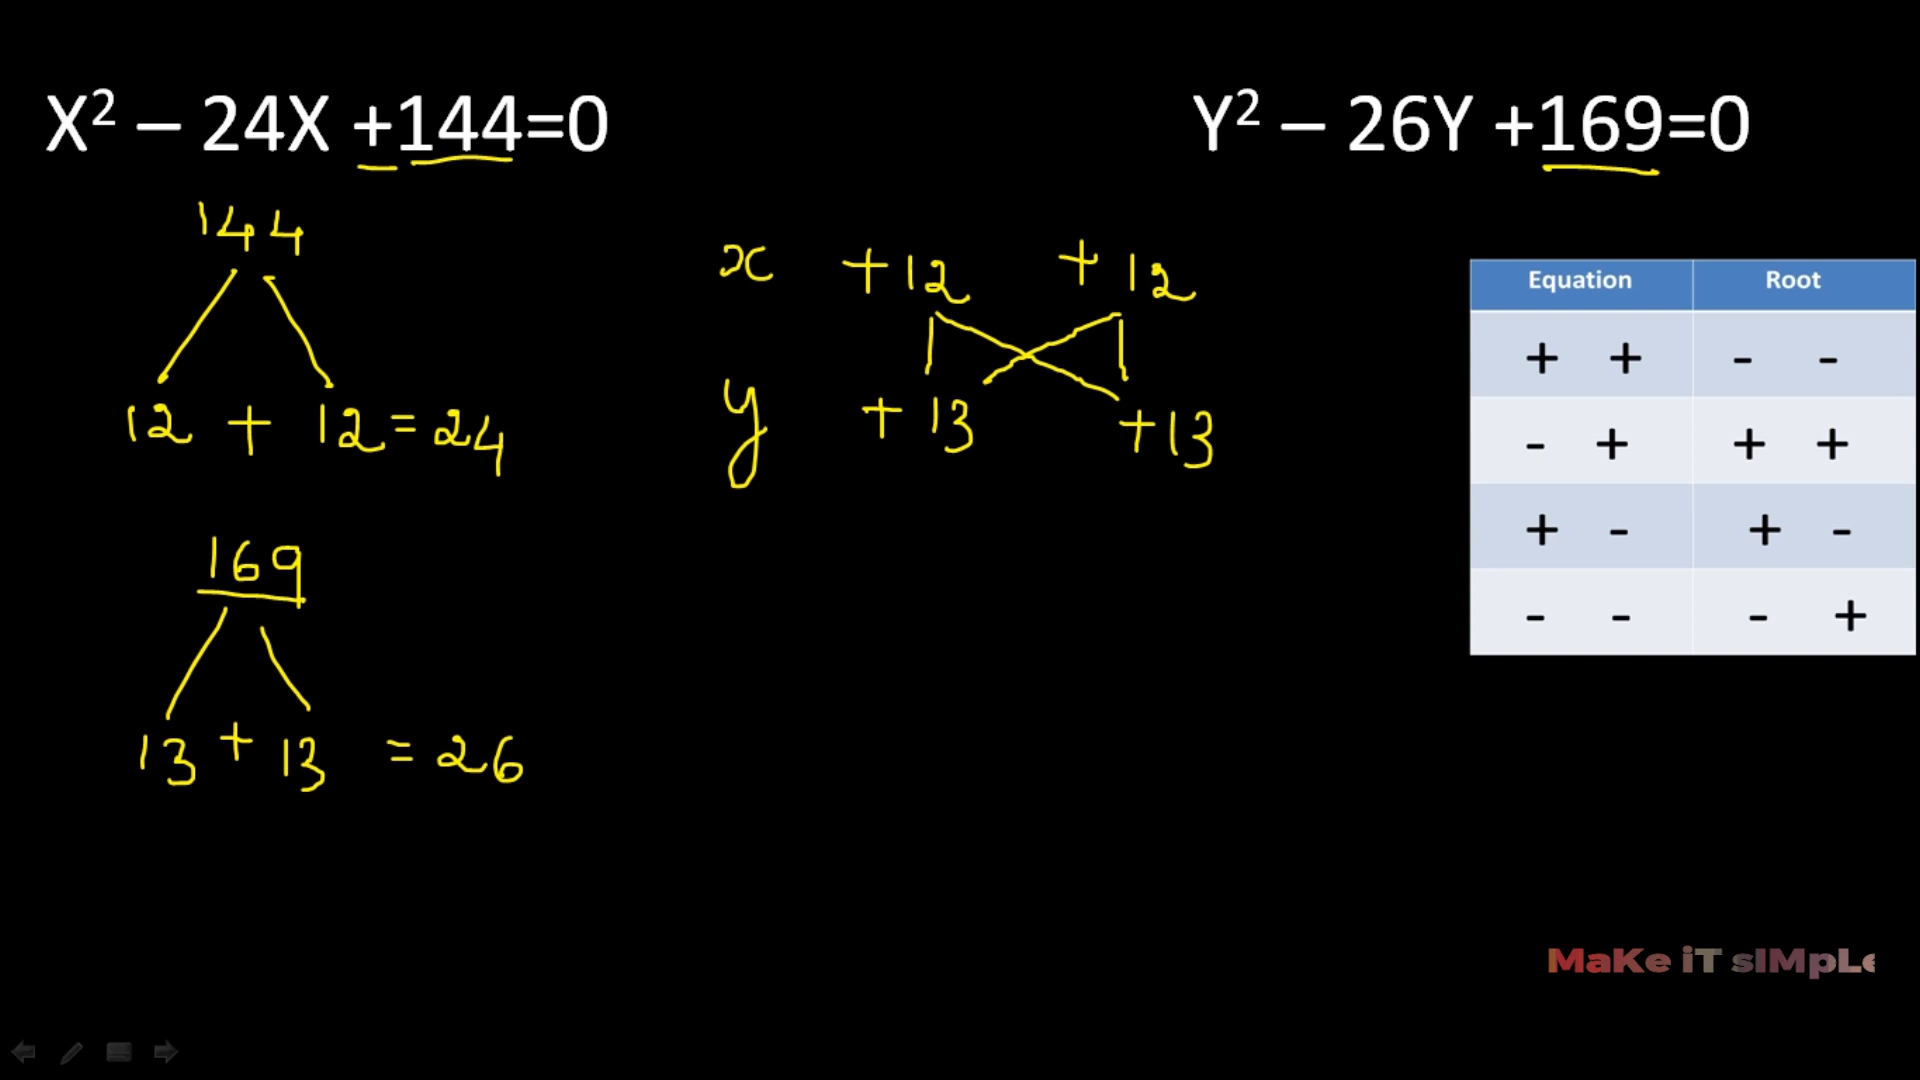 X² – 24X +144=0
Y² – 26Y +169=0
144
12 + 12 = 24
169
13 + 13 = 26
x +12 +12
y +13 +13
Equation Root
+ + - -
- + + +
+ - + -
- - - +
MaKe iT sIMpLe